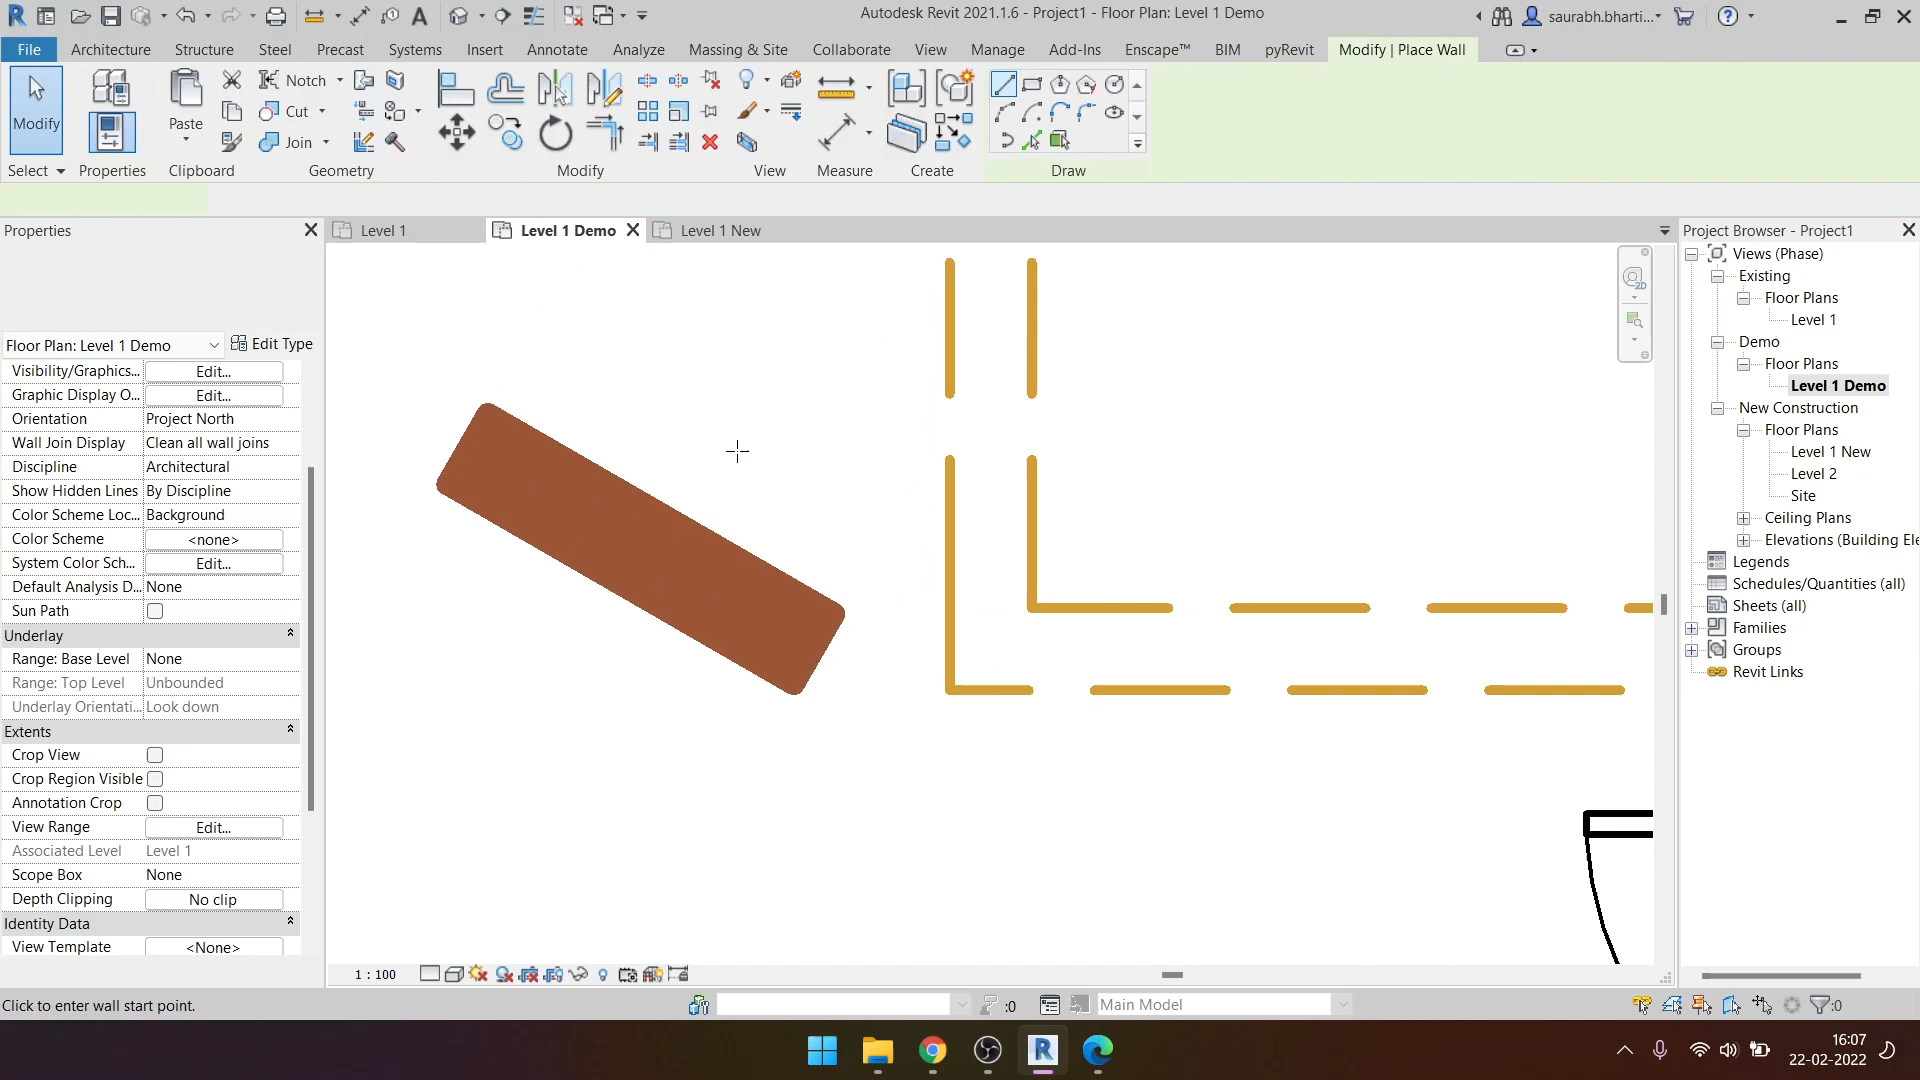 Autodesk Revit 2021.1.6 - Project1 - Floor Plan: Level 1 Demo
saurabh.bharti...
File Architecture Structure Steel Precast Systems Insert Annotate Analyze Massing & Site Collaborate View Manage Add-Ins Enscape™ BIM pyRevit Modify | Place Wall
Notch
Cut
Join
Modify
Paste
Select Properties Clipboard Geometry Modify View Measure Create Draw
Properties
Level 1
Level 1 Demo
Level 1 New
Project Browser - Project1
Floor Plan: Level 1 Demo
Edit Type
Visibility/Graphics... Edit...
Graphic Display O... Edit...
Orientation Project North
Wall Join Display Clean all wall joins
Discipline Architectural
Show Hidden Lines By Discipline
Color Scheme Loc... Background
Color Scheme <none>
System Color Sch... Edit...
Default Analysis D... None
Sun Path
Underlay
Range: Base Level None
Range: Top Level Unbounded
Underlay Orientati... Look down
Extents
Crop View
Crop Region Visible
Annotation Crop
View Range Edit...
Associated Level Level 1
Scope Box None
Depth Clipping No clip
Identity Data
View Template <None>
2D
Views (Phase)
Existing
Floor Plans
Level 1
Demo
Floor Plans
Level 1 Demo
New Construction
Floor Plans
Level 1 New
Level 2
Site
Ceiling Plans
Elevations (Building Ele
Legends
Schedules/Quantities (all)
Sheets (all)
Families
Groups
Revit Links
1 : 100
Click to enter wall start point.
:0
Main Model
:0
16:07
22-02-2022